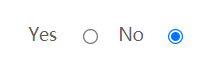 Yes No